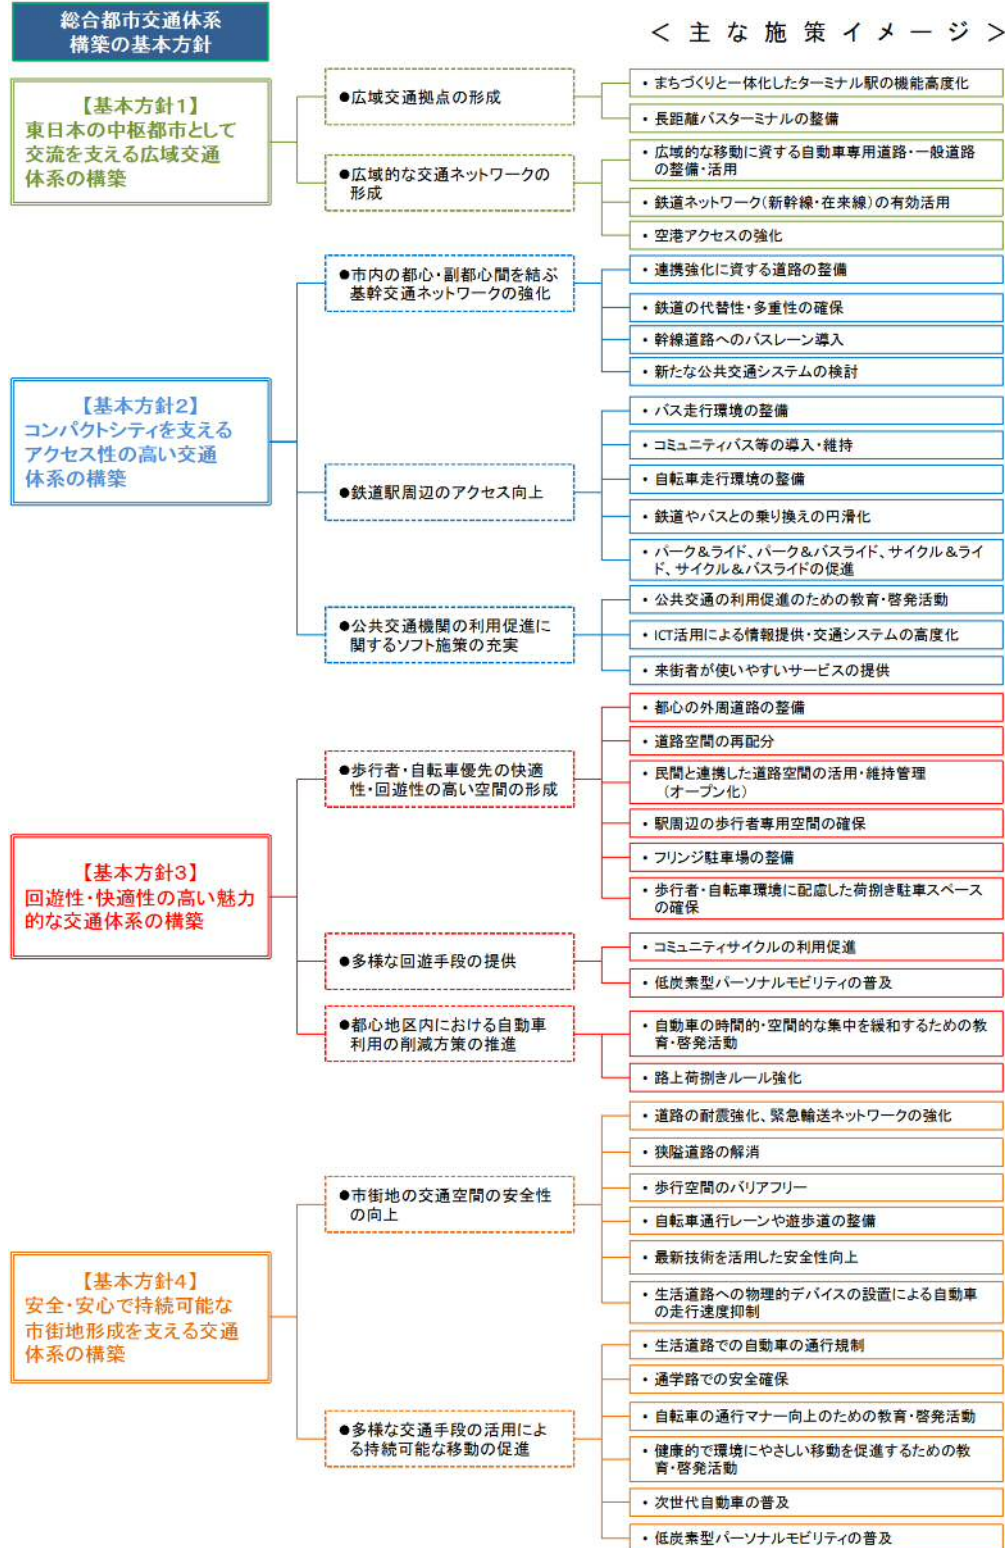 総合都市交通体系
構築の基本方針
＜ 主 な 施 策 イ メ ー ジ ＞
【基本方針1】
東日本の中枢都市として
交流を支える広域交通
体系の構築
●広域交通拠点の形成
・まちづくりと一体化したターミナル駅の機能高度化
・長距離バスターミナルの整備
●広域的な交通ネットワークの
形成
・広域的な移動に資する自動車専用道路・一般道路
の整備・活用
・鉄道ネットワーク（新幹線・在来線）の有効活用
・空港アクセスの強化
【基本方針2】
コンパクトシティを支える
アクセス性の高い交通
体系の構築
●市内の都心・副都心間を結ぶ
基幹交通ネットワークの強化
・連携強化に資する道路の整備
・鉄道の代替性・多重性の確保
・幹線道路へのバスレーン導入
・新たな公共交通システムの検討
●鉄道駅周辺のアクセス向上
・バス走行環境の整備
・コミュニティバス等の導入・維持
・自転車走行環境の整備
・鉄道やバスとの乗り換えの円滑化
・パーク＆ライド、パーク＆バスライド、サイクル＆ライ
ド、サイクル＆バスライドの促進
●公共交通機関の利用促進に
関するソフト施策の充実
・公共交通の利用促進のための教育・啓発活動
・ICT活用による情報提供・交通システムの高度化
・来街者が使いやすいサービスの提供
【基本方針3】
回遊性・快適性の高い魅力
的な交通体系の構築
●歩行者・自転車優先の快適
性・回遊性の高い空間の形成
・都心の外周道路の整備
・道路空間の再配分
・民間と連携した道路空間の活用・維持管理
（オープン化）
・駅周辺の歩行者専用空間の確保
・フリンジ駐車場の整備
・歩行者・自転車環境に配慮した荷捌き駐車スペース
の確保
●多様な回遊手段の提供
・コミュニティサイクルの利用促進
・低炭素型パーソナルモビリティの普及
●都心地区内における自動車
利用の削減方策の推進
・自動車の時間的・空間的な集中を緩和するための教
育・啓発活動
・路上荷捌きルール強化
【基本方針4】
安全・安心で持続可能な
市街地形成を支える交通
体系の構築
●市街地の交通空間の安全性
の向上
・道路の耐震強化、緊急輸送ネットワークの強化
・狭隘道路の解消
・歩行空間のバリアフリー
・自転車通行レーンや遊歩道の整備
・最新技術を活用した安全性向上
・生活道路への物理的デバイスの設置による自動車
の走行速度抑制
●多様な交通手段の活用によ
る持続可能な移動の促進
・生活道路での自動車の通行規制
・通学路での安全確保
・自転車の通行マナー向上のための教育・啓発活動
・健康的で環境にやさしい移動を促進するための教
育・啓発活動
・次世代自動車の普及
・低炭素型パーソナルモビリティの普及